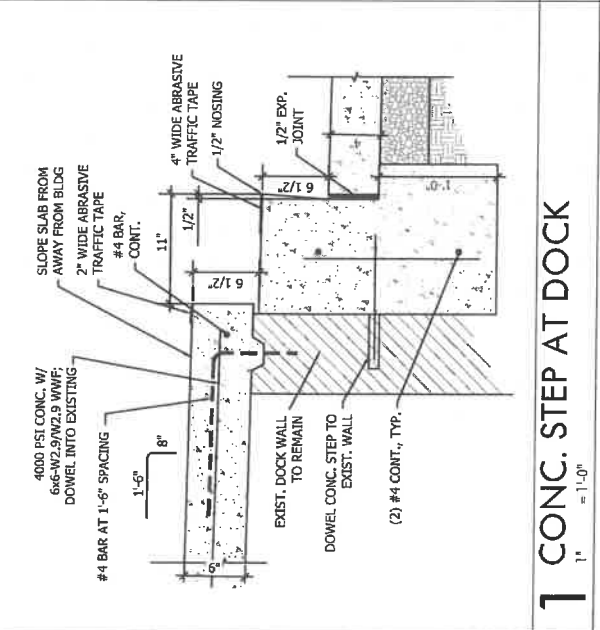 SLOPE SLAB FROM
AWAY FROM BLDG
2" WIDE ABRASIVE
TRAFFIC TAPE
#4 BAR,
CONT.
4000 PSI CONC. W/
6x6-W2.9/W2.9 WWF;
DOWEL INTO EXISTING
#4 BAR AT 1'-6" SPACING
1'-6"
8"
6"
11"
1/2"
6 1/2"
4" WIDE ABRASIVE
TRAFFIC TAPE
1/2" NOSING
6 1/2"
1/2" EXP.
JOINT
1'-0"
EXIST. DOCK WALL
TO REMAIN
DOWEL CONC. STEP TO
EXIST. WALL
(2) #4 CONT., TYP.
1 CONC. STEP AT DOCK
1" = 1'-0"